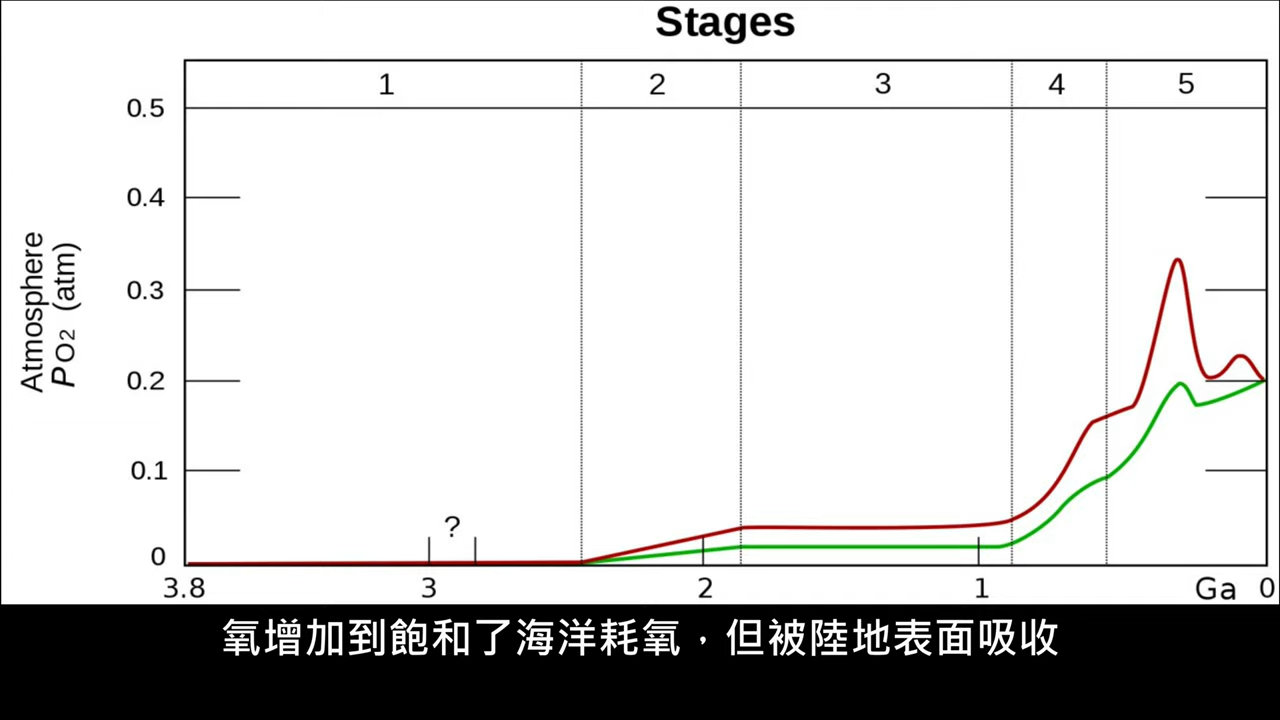 Stages
1 2 3 4 5
0.5
0.4
0.3
0.2
0.1
0
Atmosphere
PO2 (atm)
?
3.8 3 2 1 Ga 0
氧增加到飽和了海洋耗氧，但被陸地表面吸收